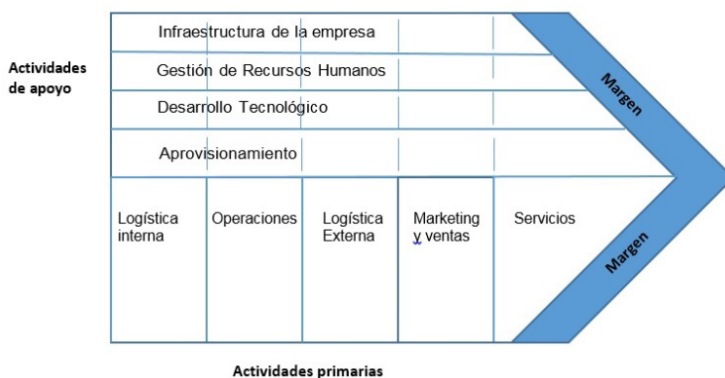 Infraestructura de la empresa
Actividades
de apoyo
Gestión de Recursos Humanos
Desarrollo Tecnológico
Aprovisionamiento
Margen
Logística
interna
Operaciones
Logística
Externa
Marketing
y ventas
Servicios
Margen
Actividades primarias